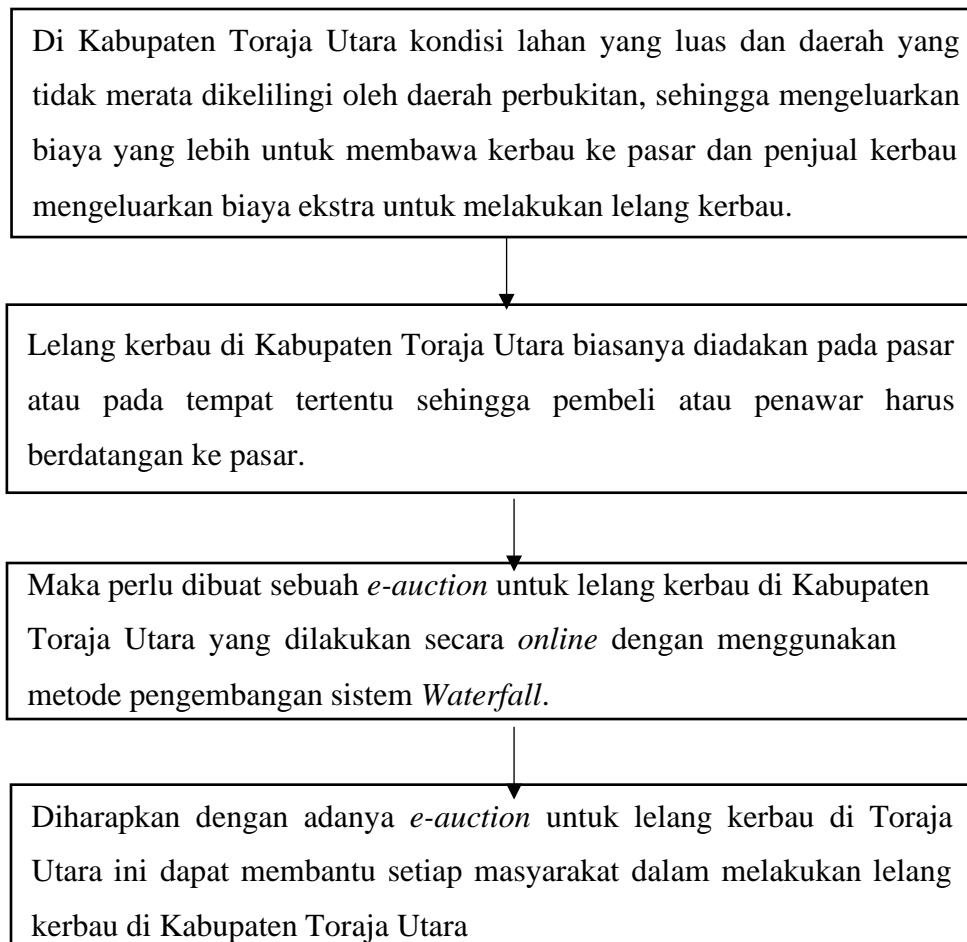 Di Kabupaten Toraja Utara kondisi lahan yang luas dan daerah yang
tidak merata dikelilingi oleh daerah perbukitan, sehingga mengeluarkan
biaya yang lebih untuk membawa kerbau ke pasar dan penjual kerbau
mengeluarkan biaya ekstra untuk melakukan lelang kerbau.
Lelang kerbau di Kabupaten Toraja Utara biasanya diadakan pada pasar
atau pada tempat tertentu sehingga pembeli atau penawar harus
berdatangan ke pasar.
Maka perlu dibuat sebuah e-auction untuk lelang kerbau di Kabupaten
Toraja Utara yang dilakukan secara online dengan menggunakan
metode pengembangan sistem Waterfall.
Diharapkan dengan adanya e-auction untuk lelang kerbau di Toraja
Utara ini dapat membantu setiap masyarakat dalam melakukan lelang
kerbau di Kabupaten Toraja Utara